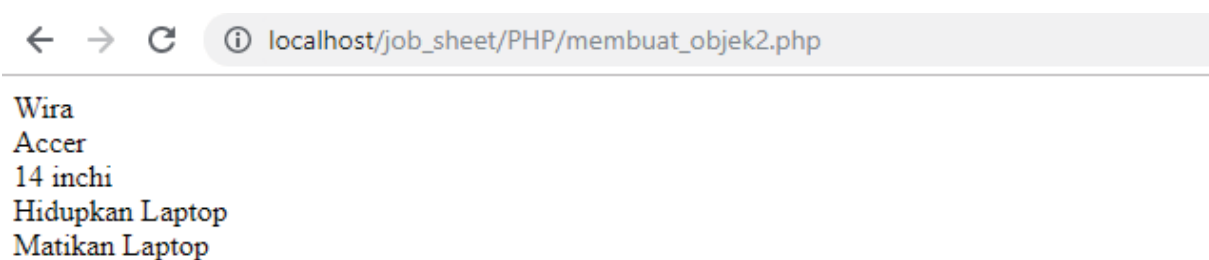 localhost/job_sheet/PHP/membuat_objek2.php
Wira
Accer
14 inchi
Hidupkan Laptop
Matikan Laptop